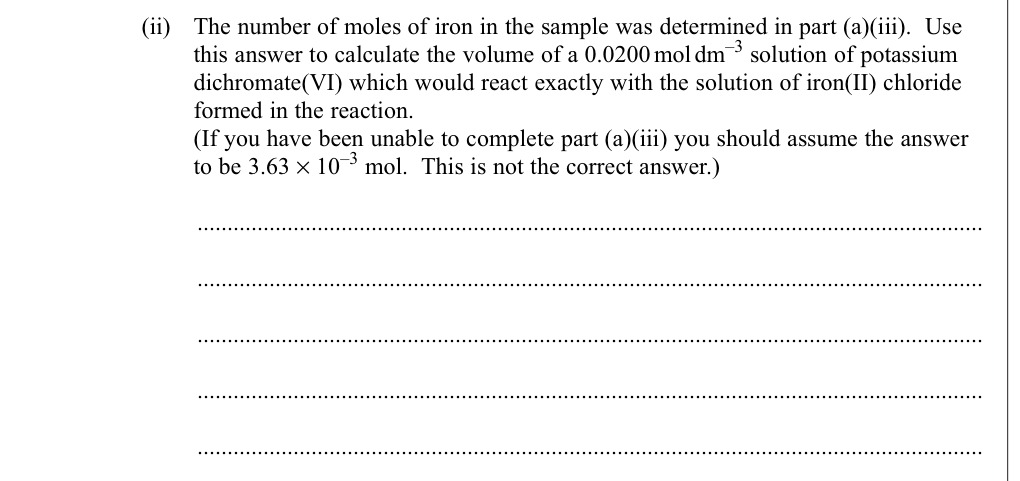 (ii) The number of moles of iron in the sample was determined in part (a)(iii). Use
this answer to calculate the volume of a 0.0200 mol dm⁻³ solution of potassium
dichromate(VI) which would react exactly with the solution of iron(II) chloride
formed in the reaction.
(If you have been unable to complete part (a)(iii) you should assume the answer
to be 3.63 × 10⁻³ mol. This is not the correct answer.)